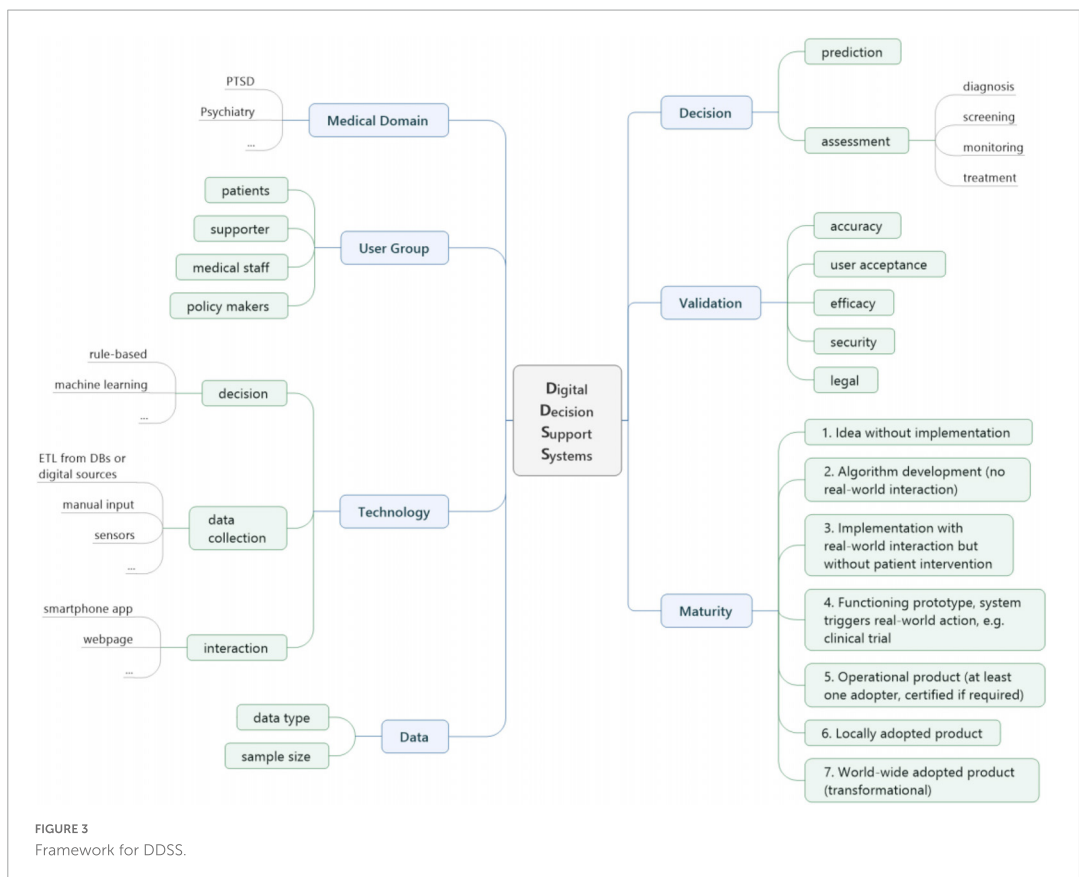 PTSD
Psychiatry
...
Medical Domain
patients
supporter
medical staff
policy makers
User Group
rule-based
machine learning
...
decision
ETL from DBs or
digital sources
manual input
sensors
...
data
collection
Technology
smartphone app
webpage
...
interaction
data type
sample size
Data
Digital
Decision
Support
Systems
Decision
prediction
assessment
diagnosis
screening
monitoring
treatment
Validation
accuracy
user acceptance
efficacy
security
legal
Maturity
1. Idea without implementation
2. Algorithm development (no
real-world interaction)
3. Implementation with
real-world interaction but
without patient intervention
4. Functioning prototype, system
triggers real-world action, e.g.
clinical trial
5. Operational product (at least
one adopter, certified if required)
6. Locally adopted product
7. World-wide adopted product
(transformational)
FIGURE 3
Framework for DDSS.